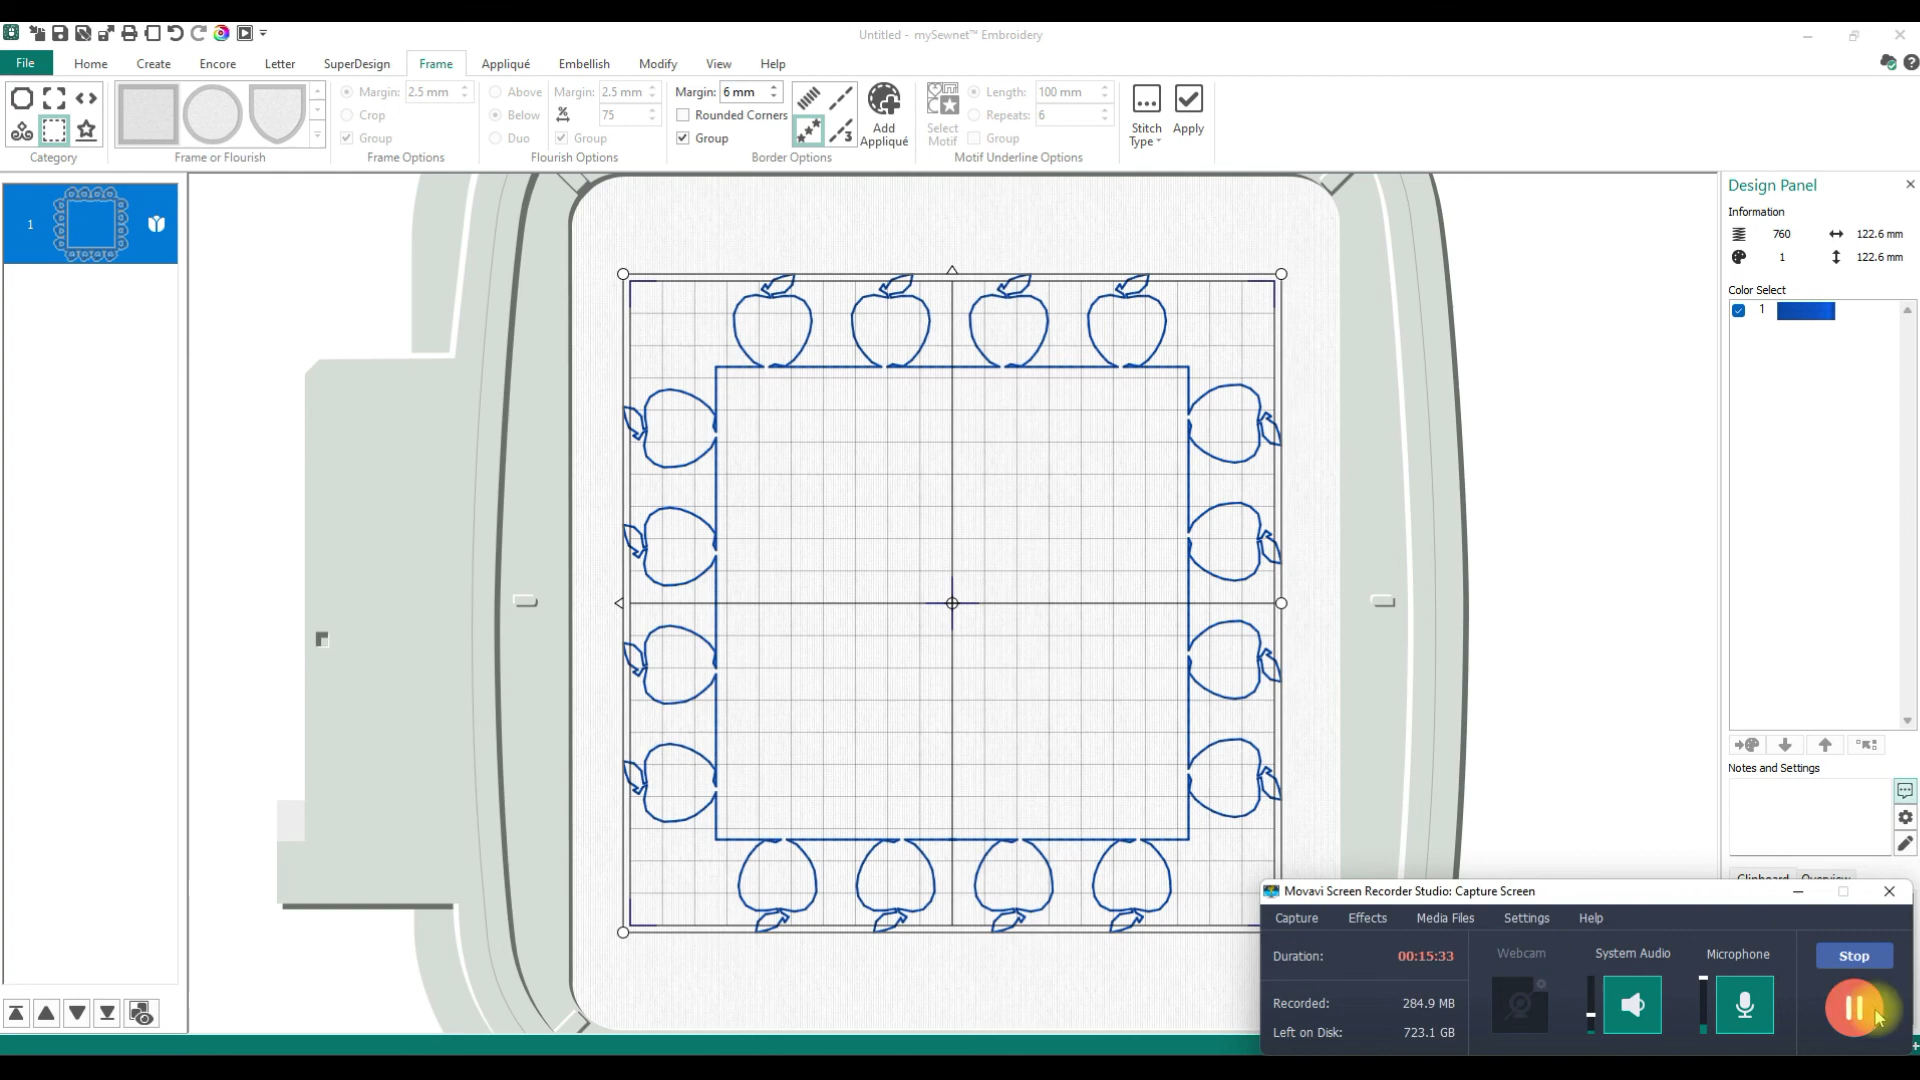 Untitled - mySewnet™ Embroidery
File Home Create Encore Letter SuperDesign Frame Appliqué Embellish Modify View Help
Margin: 2.5 mm
Crop
Group
Above Margin: 2.5 mm
Below % 75
Duo Group
Margin: 6 mm
Rounded Corners
Group
Add
Appliqué
Select
Motif
Length: 100 mm
Repeats: 6
Group
Stitch
Type
Apply
Category Frame or Flourish Frame Options Flourish Options Border Options Motif Underline Options
1
3
Design Panel
Information
760 122.6 mm
1 122.6 mm
Color Select
1
Notes and Settings
Movavi Screen Recorder Studio: Capture Screen
Capture Effects Media Files Settings Help
Duration: 00:15:33 Webcam System Audio Microphone Stop
Recorded: 284.9 MB
Left on Disk: 723.1 GB